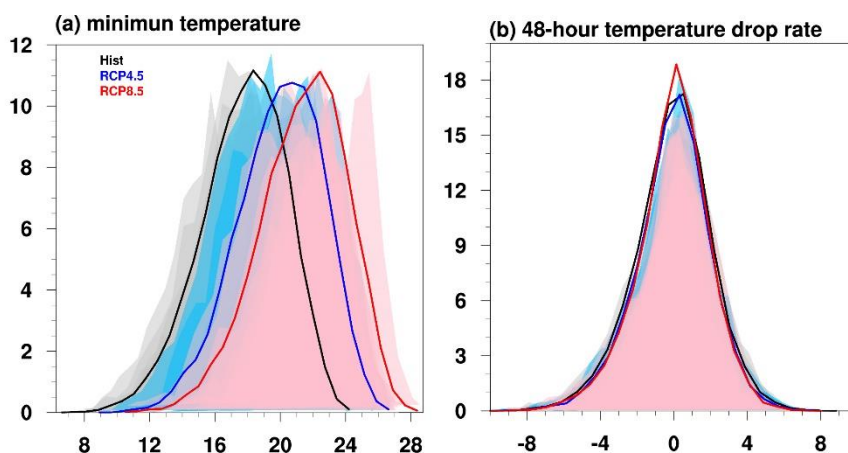 (a) minimun temperature
12
10
8
6
4
2
0
Hist
RCP4.5
RCP8.5
8 12 16 20 24 28
(b) 48-hour temperature drop rate
18
15
12
9
6
3
0
-8 -4 0 4 8